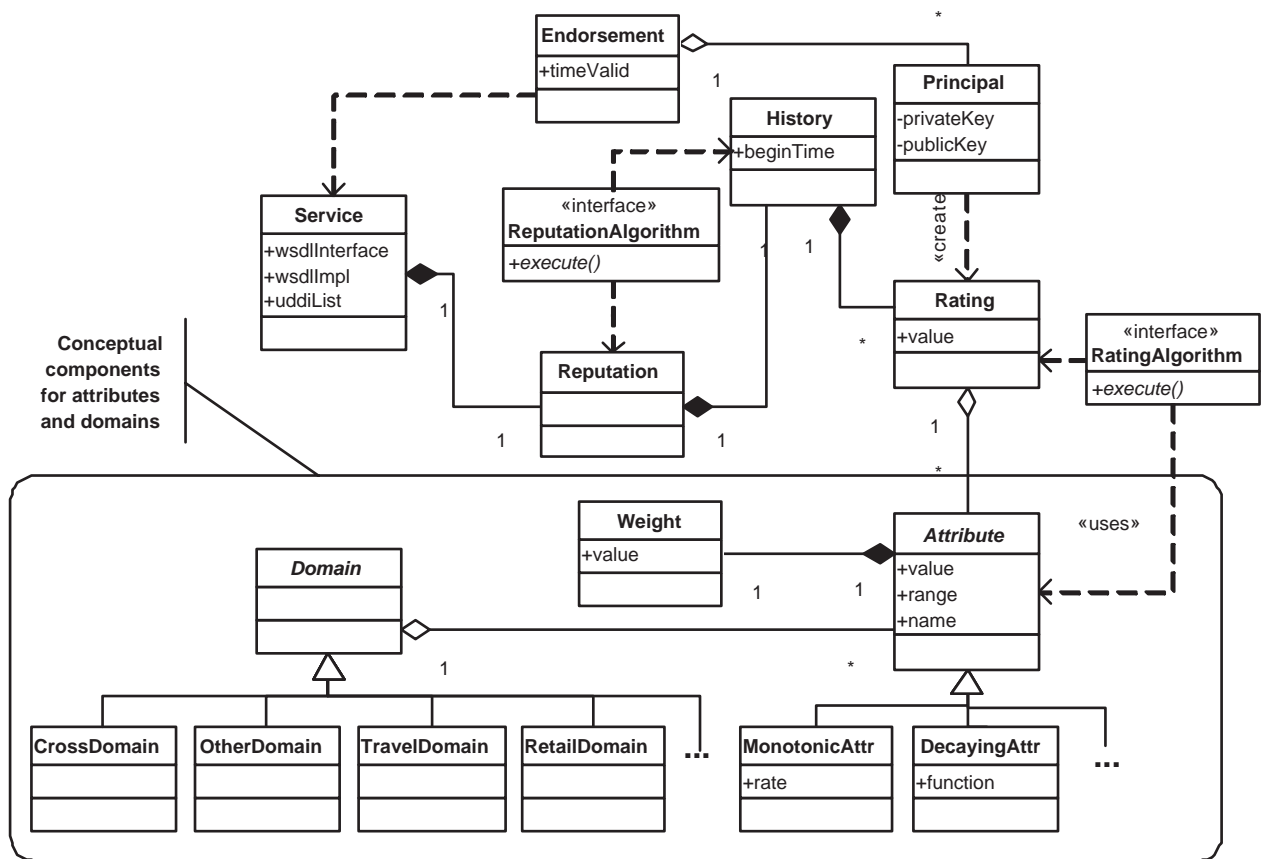 Endorsement
+timeValid
1
*
Principal
-privateKey
-publicKey
History
+beginTime
«interface»
ReputationAlgorithm
+execute()
Service
+wsdlInterface
+wsdlImpl
+uddiList
1
1
1
«create
Rating
+value
*
«interface»
RatingAlgorithm
+execute()
Conceptual
components
for attributes
and domains
Reputation
1
1
1
*
Weight
+value
1
1
Attribute
+value
+range
+name
«uses»
Domain
1
*
CrossDomain
OtherDomain
TravelDomain
RetailDomain
...
MonotonicAttr
+rate
DecayingAttr
+function
...